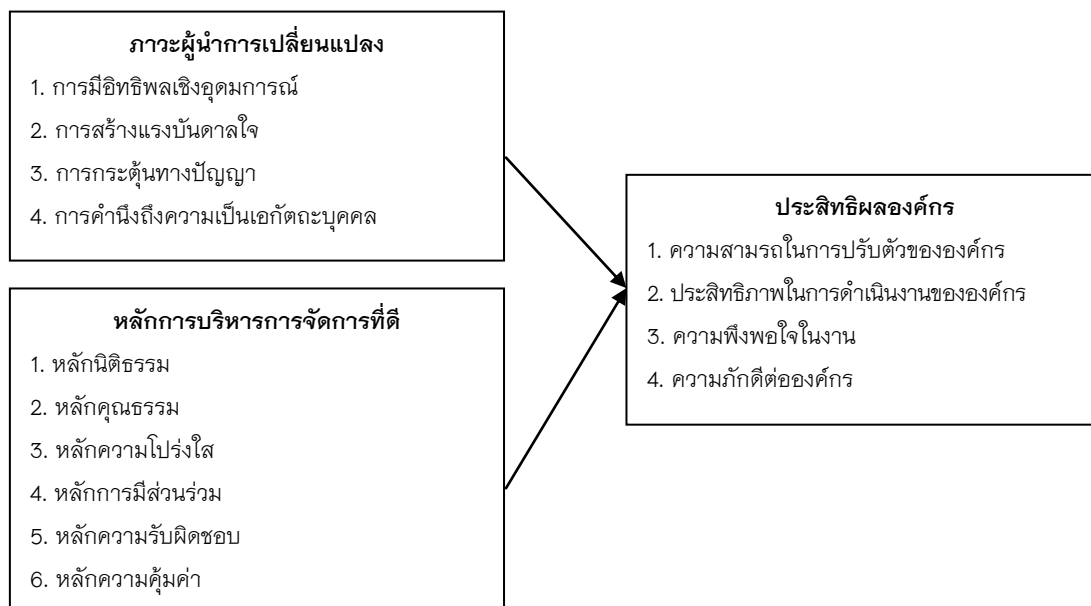 ภาวะผู้นำการเปลี่ยนแปลง
1. การมีอิทธิพลเชิงอุดมการณ์
2. การสร้างแรงบันดาลใจ
3. การกระตุ้นทางปัญญา
4. การคำนึงถึงความเป็นเอกัตถะบุคคล
หลักการบริหารการจัดการที่ดี
1. หลักนิติธรรม
2. หลักคุณธรรม
3. หลักความโปร่งใส
4. หลักการมีส่วนร่วม
5. หลักความรับผิดชอบ
6. หลักความคุ้มค่า
ประสิทธิผลองค์กร
1. ความสามารถในการปรับตัวขององค์กร
2. ประสิทธิภาพในการดำเนินงานขององค์กร
3. ความพึงพอใจในงาน
4. ความภักดีต่อองค์กร